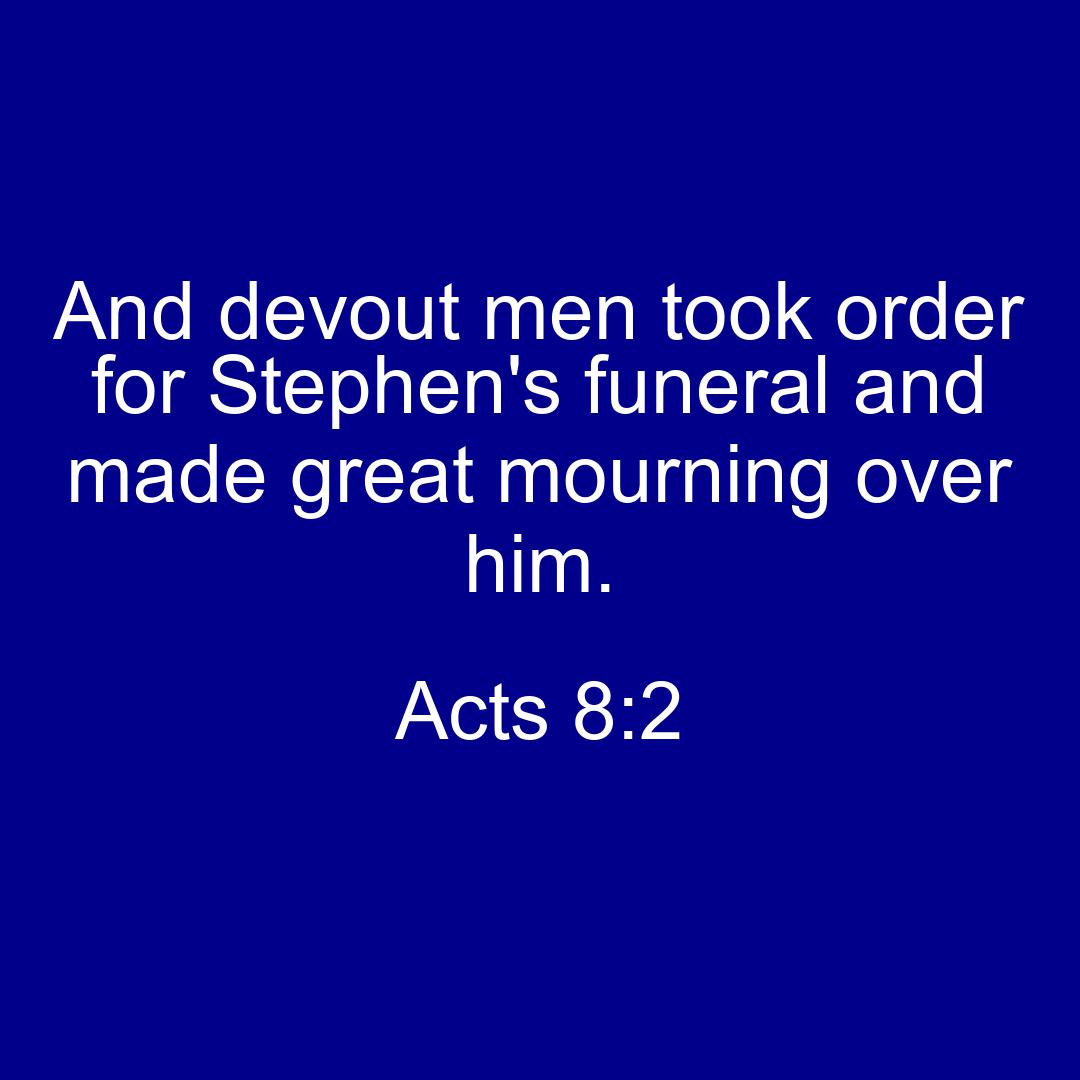 And devout men took order
for Stephen's funeral and
made great mourning over
him.
Acts 8:2